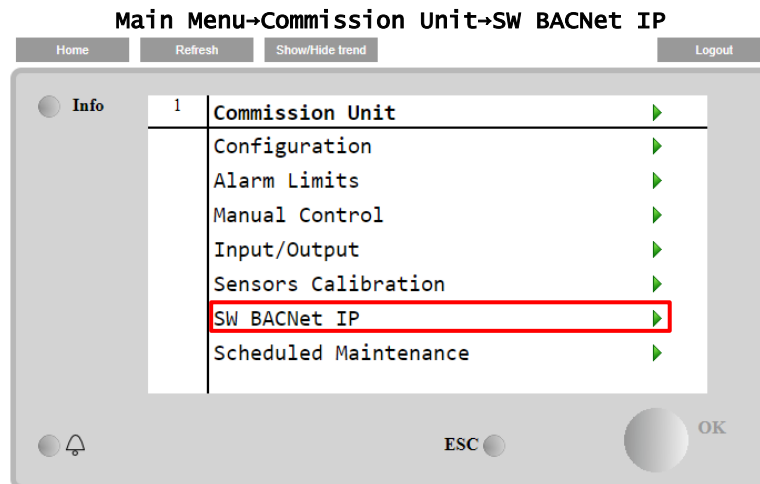 Main Menu→Commission Unit→SW BACNet IP
Home Refresh Show/Hide trend Logout
Info
1 Commission Unit
Configuration
Alarm Limits
Manual Control
Input/Output
Sensors Calibration
SW BACNet IP
Scheduled Maintenance
ESC
OK